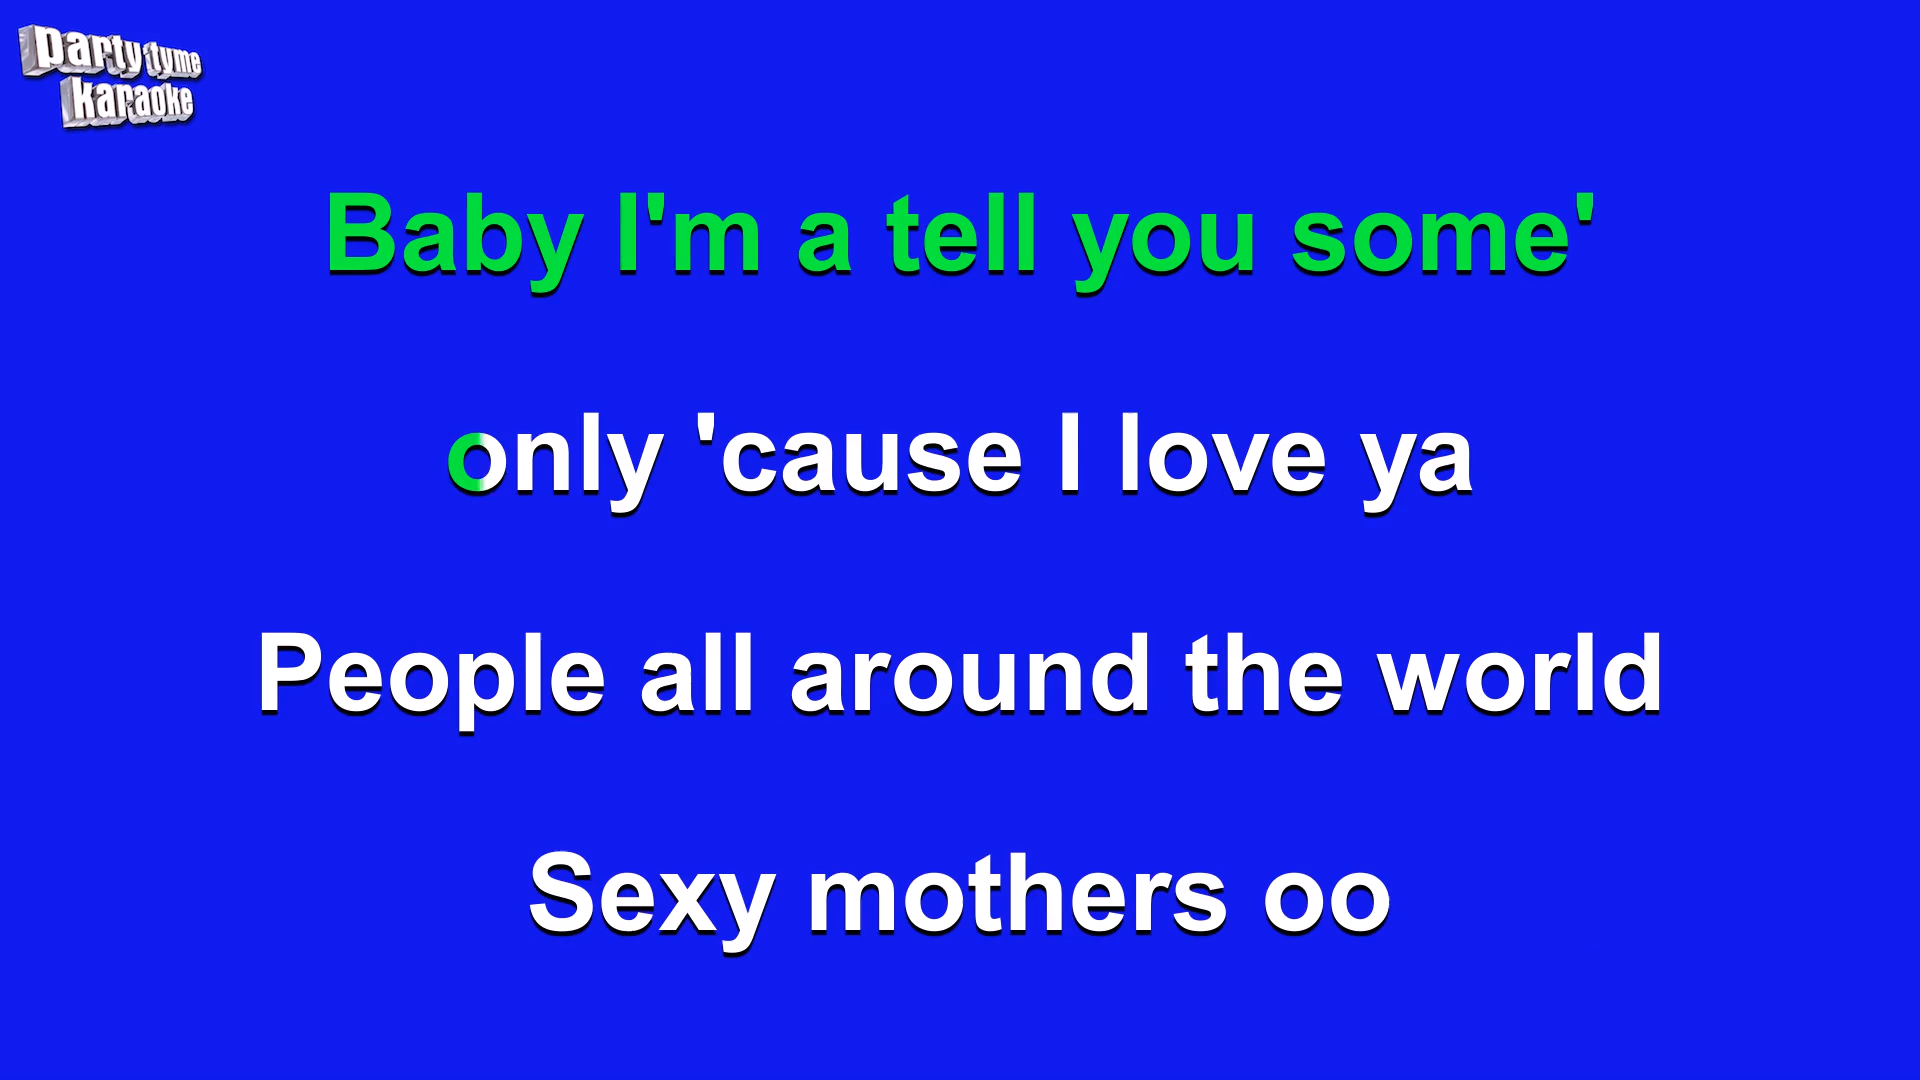 party tyme
karaoke
Baby I'm a tell you some'
only 'cause I love ya
People all around the world
Sexy mothers oo